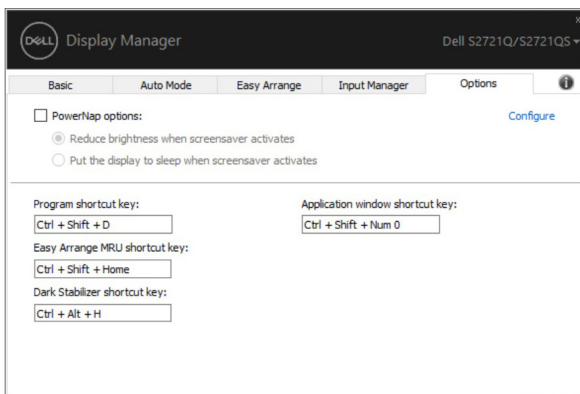 DELL
Display Manager
Dell S2721Q/S2721QS
Basic
Auto Mode
Easy Arrange
Input Manager
Options
PowerNap options:
Configure
Reduce brightness when screensaver activates
Put the display to sleep when screensaver activates
Program shortcut key:
Application window shortcut key:
Ctrl + Shift + D
Ctrl + Shift + Num 0
Easy Arrange MRU shortcut key:
Ctrl + Shift + Home
Dark Stabilizer shortcut key:
Ctrl + Alt + H